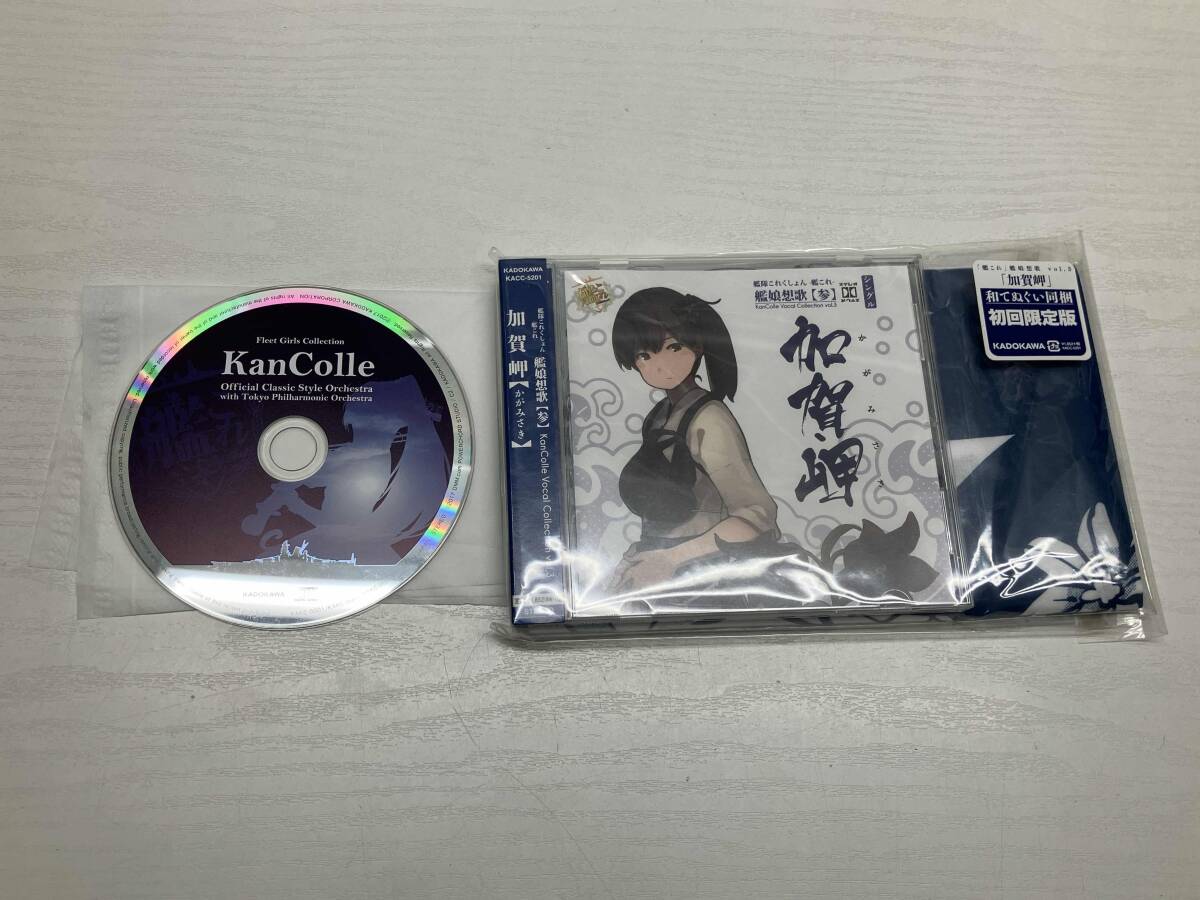 Fleet Girls Collection
KanColle
Official Classic Style Orchestra
with Tokyo Philharmonic Orchestra
KADOKAWA
KADOKAWA
KACC-5201
艦隊これくしょん
艦これ
艦娘想歌【参】KanColle Vocal Collection
加賀岬【かがみさき】
艦隊これくしょん -艦これ-
艦娘想歌【参】
KanColle Vocal Collection vol.3
シングル
加賀岬
かがみさき
「艦これ」艦娘想歌 vol.3
「加賀岬」
和てぬぐい同梱
初回限定版
KADOKAWA